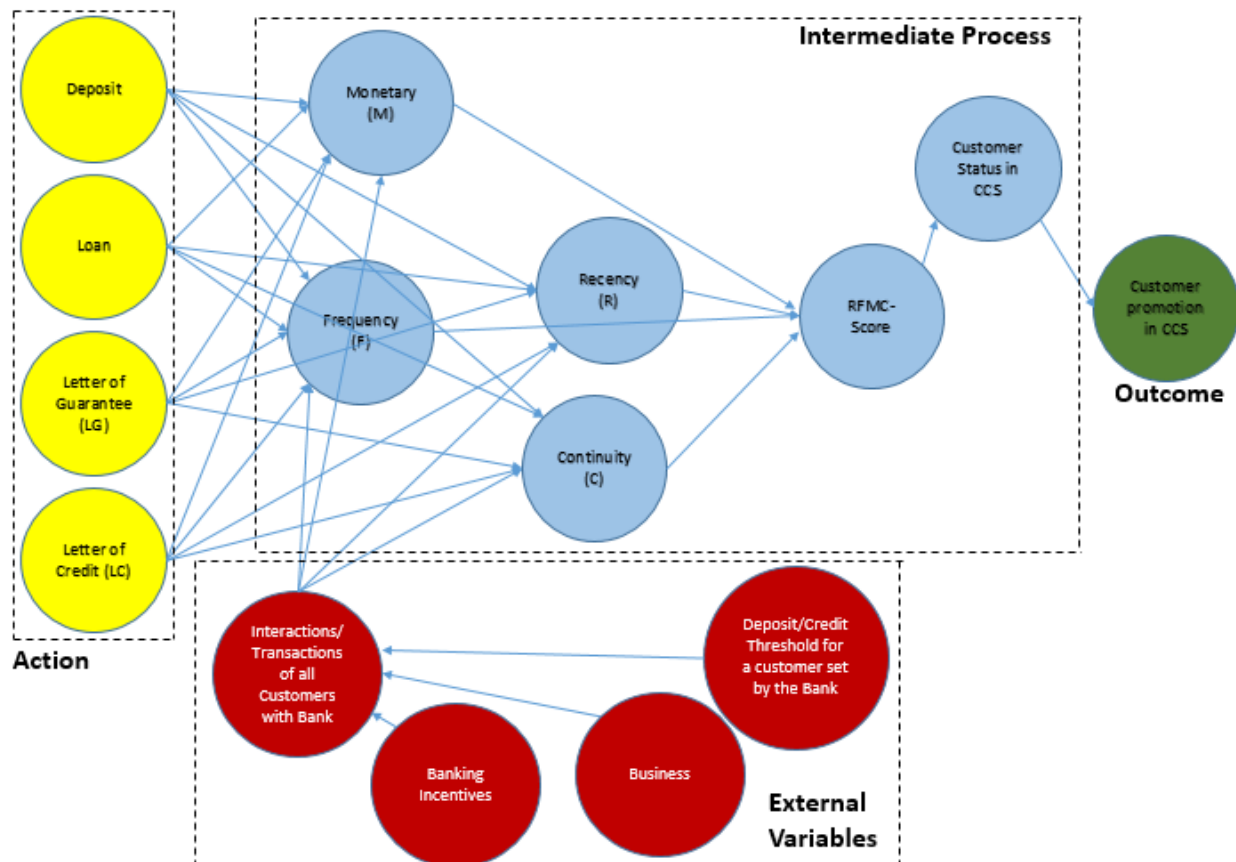 Intermediate Process
Deposit
Monetary
(M)
Customer
Status in
CCS
Loan
Recency
(R)
RFMC-
Score
Customer
promotion
in CCS
Frequency
(F)
Outcome
Letter of
Guarantee
(LG)
Continuity
(C)
Letter of
Credit (LC)
Action
Interactions/
Transactions
of all
Customers
with Bank
Deposit/Credit
Threshold for
a customer set
by the Bank
Banking
Incentives
Business
External
Variables